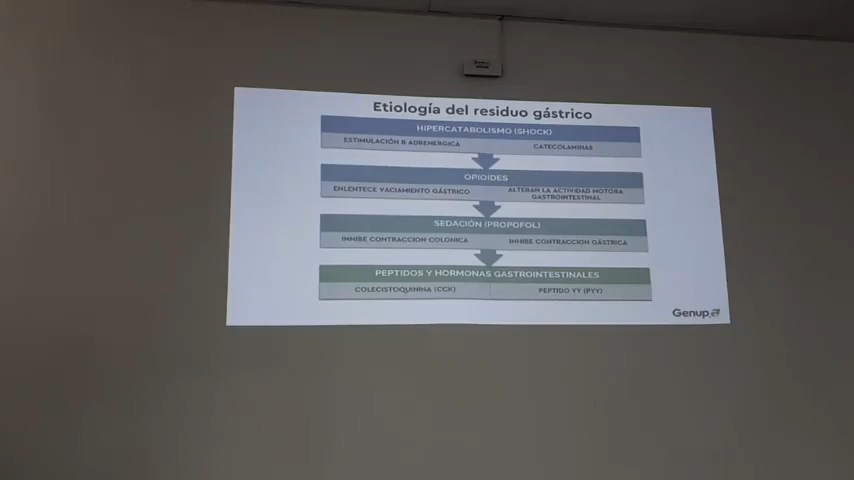 Etiología del residuo gástrico
HIPERCATABOLISMO (SHOCK)
ESTIMULACIÓN B ADRENERGICA
CATECOLAMINAS
OPIOIDES
ENLENTECE VACIAMIENTO GÁSTRICO
ALTERAN LA ACTIVIDAD MOTORA
GASTROINTESTINAL
SEDACIÓN (PROPOFOL)
INHIBE CONTRACCION COLONICA
INHIBE CONTRACCIÓN GÁSTRICA
PEPTIDOS Y HORMONAS GASTROINTESTINALES
COLECISTOQUININA (CCK)
PEPTIDO YY (PYY)
Genup